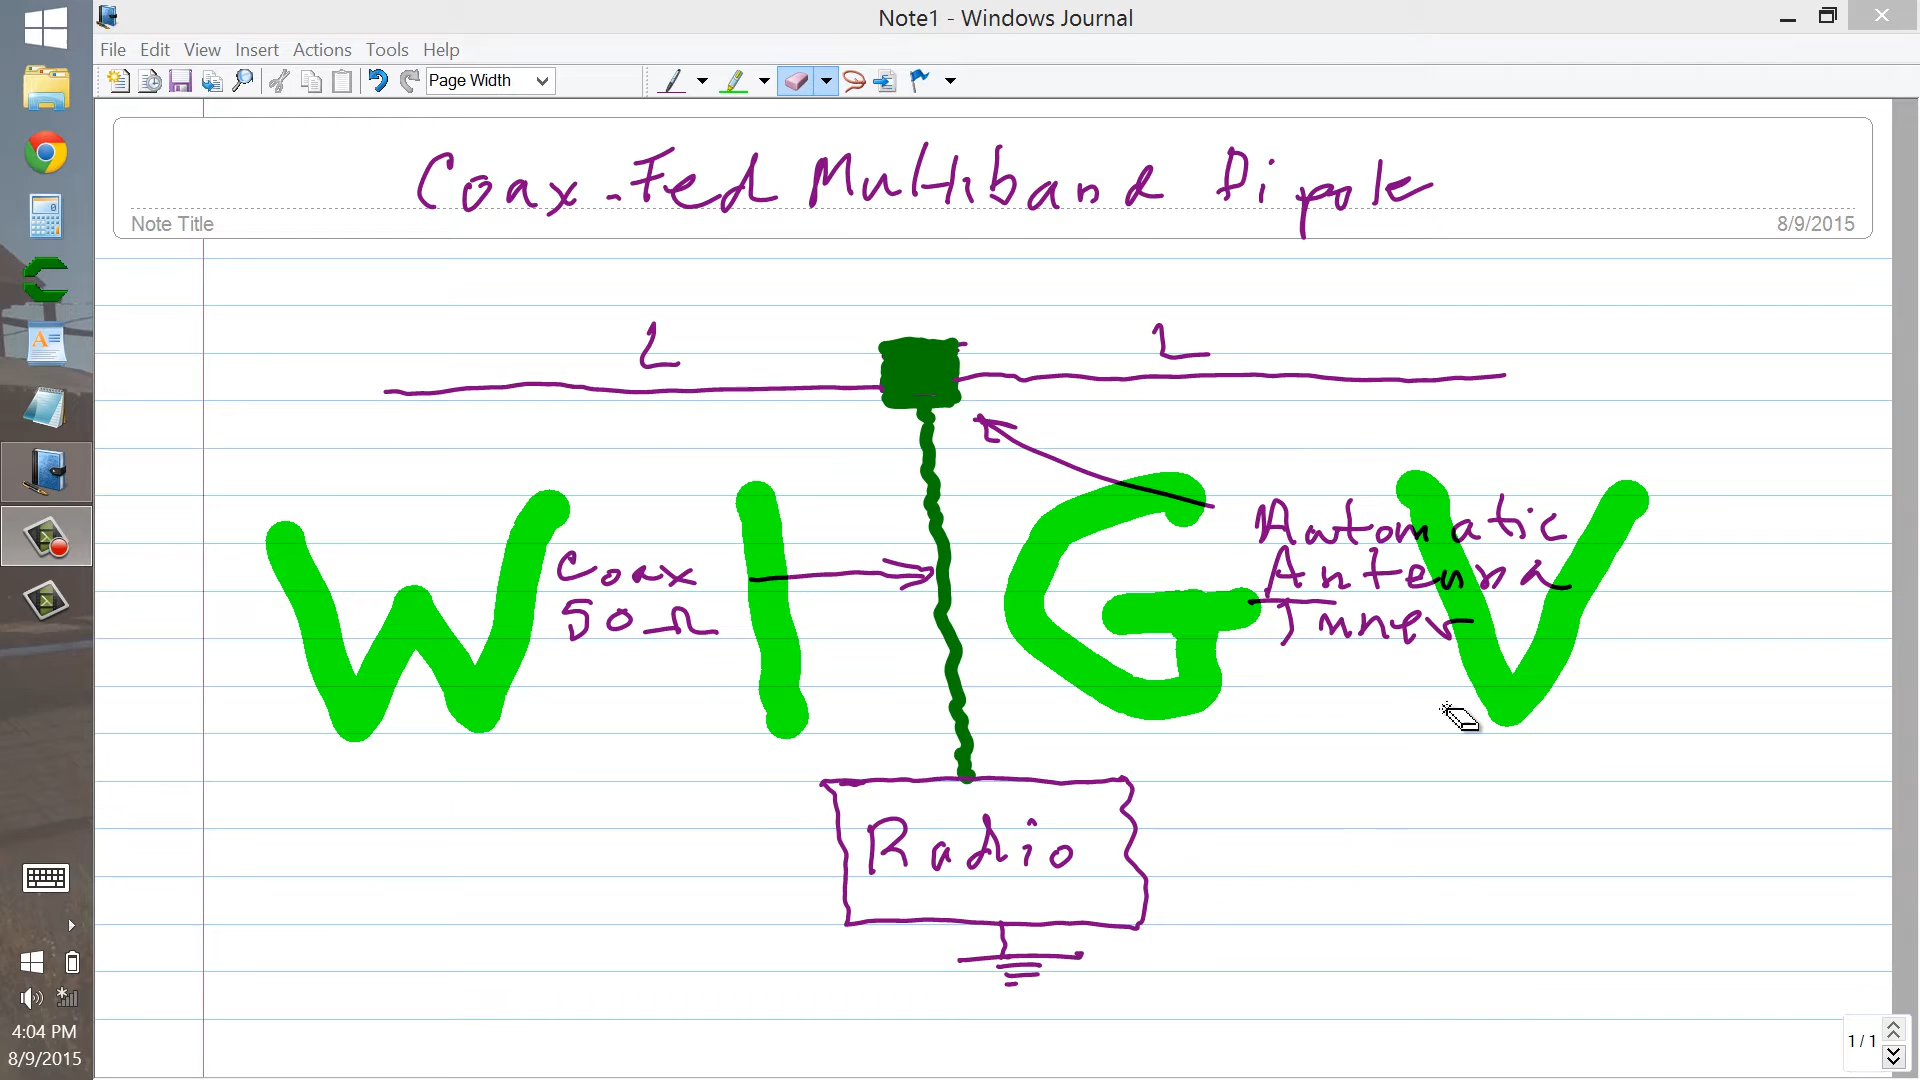 Note1 - Windows Journal
File Edit View Insert Actions Tools Help
Page Width
Coax-Fed Multiband Dipole
Note Title
8/9/2015
L
L
W1GV
Automatic
Antenna
Tuner
Coax
50 Ω
Radio
4:04 PM
8/9/2015
1 / 1